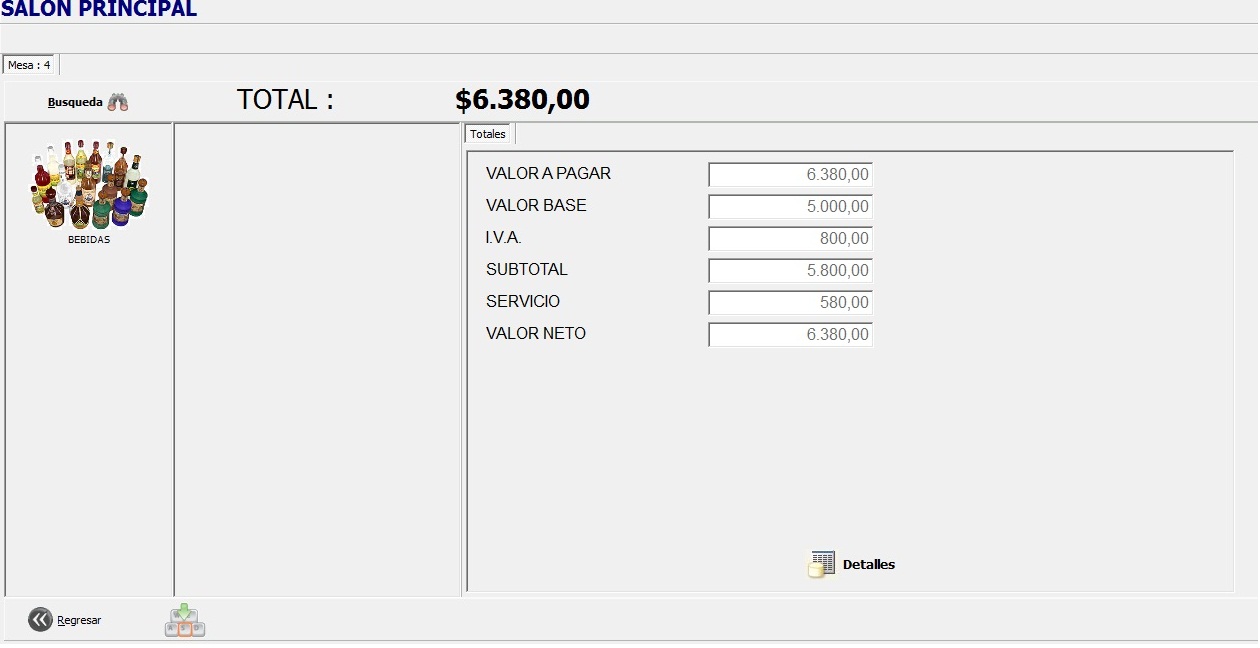 SALON PRINCIPAL
Mesa : 4
Busqueda TOTAL : $6.380,00
BEBIDAS
Totales
VALOR A PAGAR 6.380,00
VALOR BASE 5.000,00
I.V.A. 800,00
SUBTOTAL 5.800,00
SERVICIO 580,00
VALOR NETO 6.380,00
Detalles
Regresar